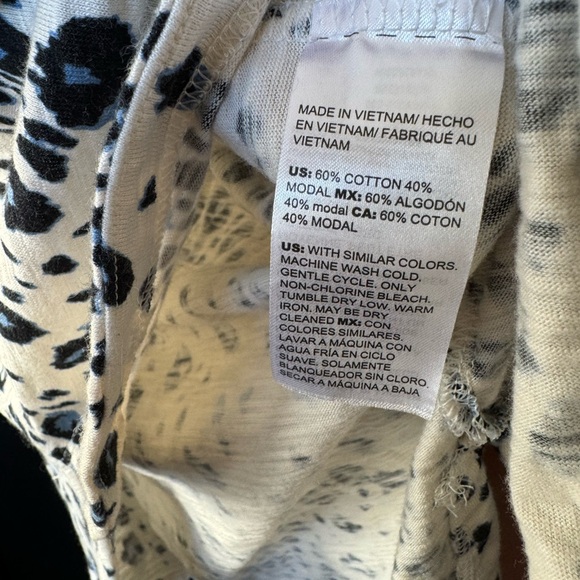 MADE IN VIETNAM/ HECHO
EN VIETNAM/ FABRIQUÉ AU
VIETNAM
US: 60% COTTON 40%
MODAL MX: 60% ALGODÓN
40% modal CA: 60% COTON
40% MODAL
US: WITH SIMILAR COLORS.
MACHINE WASH COLD,
GENTLE CYCLE. ONLY
NON-CHLORINE BLEACH.
TUMBLE DRY LOW. WARM
IRON. MAY BE DRY
CLEANED MX: CON
COLORES SIMILARES.
LAVAR A MÁQUINA CON
AGUA FRÍA EN CICLO
SUAVE. SOLAMENTE
BLANQUEADOR SIN CLORO.
SECAR A MÁQUINA A BAJA